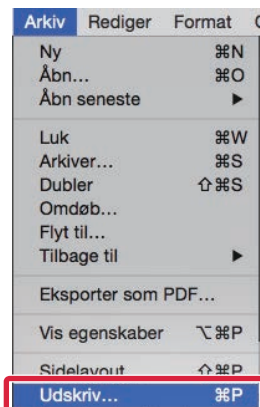 Arkiv Rediger Format
Ny ⌘N
Åbn... ⌘O
Åbn seneste ▶
Luk ⌘W
Arkiver... ⌘S
Dubler ⇧⌘S
Omdøb...
Flyt til...
Tilbage til ▶
Eksporter som PDF...
Vis egenskaber ⌥⌘P
Sidelayout ⇧⌘P
Udskriv... ⌘P